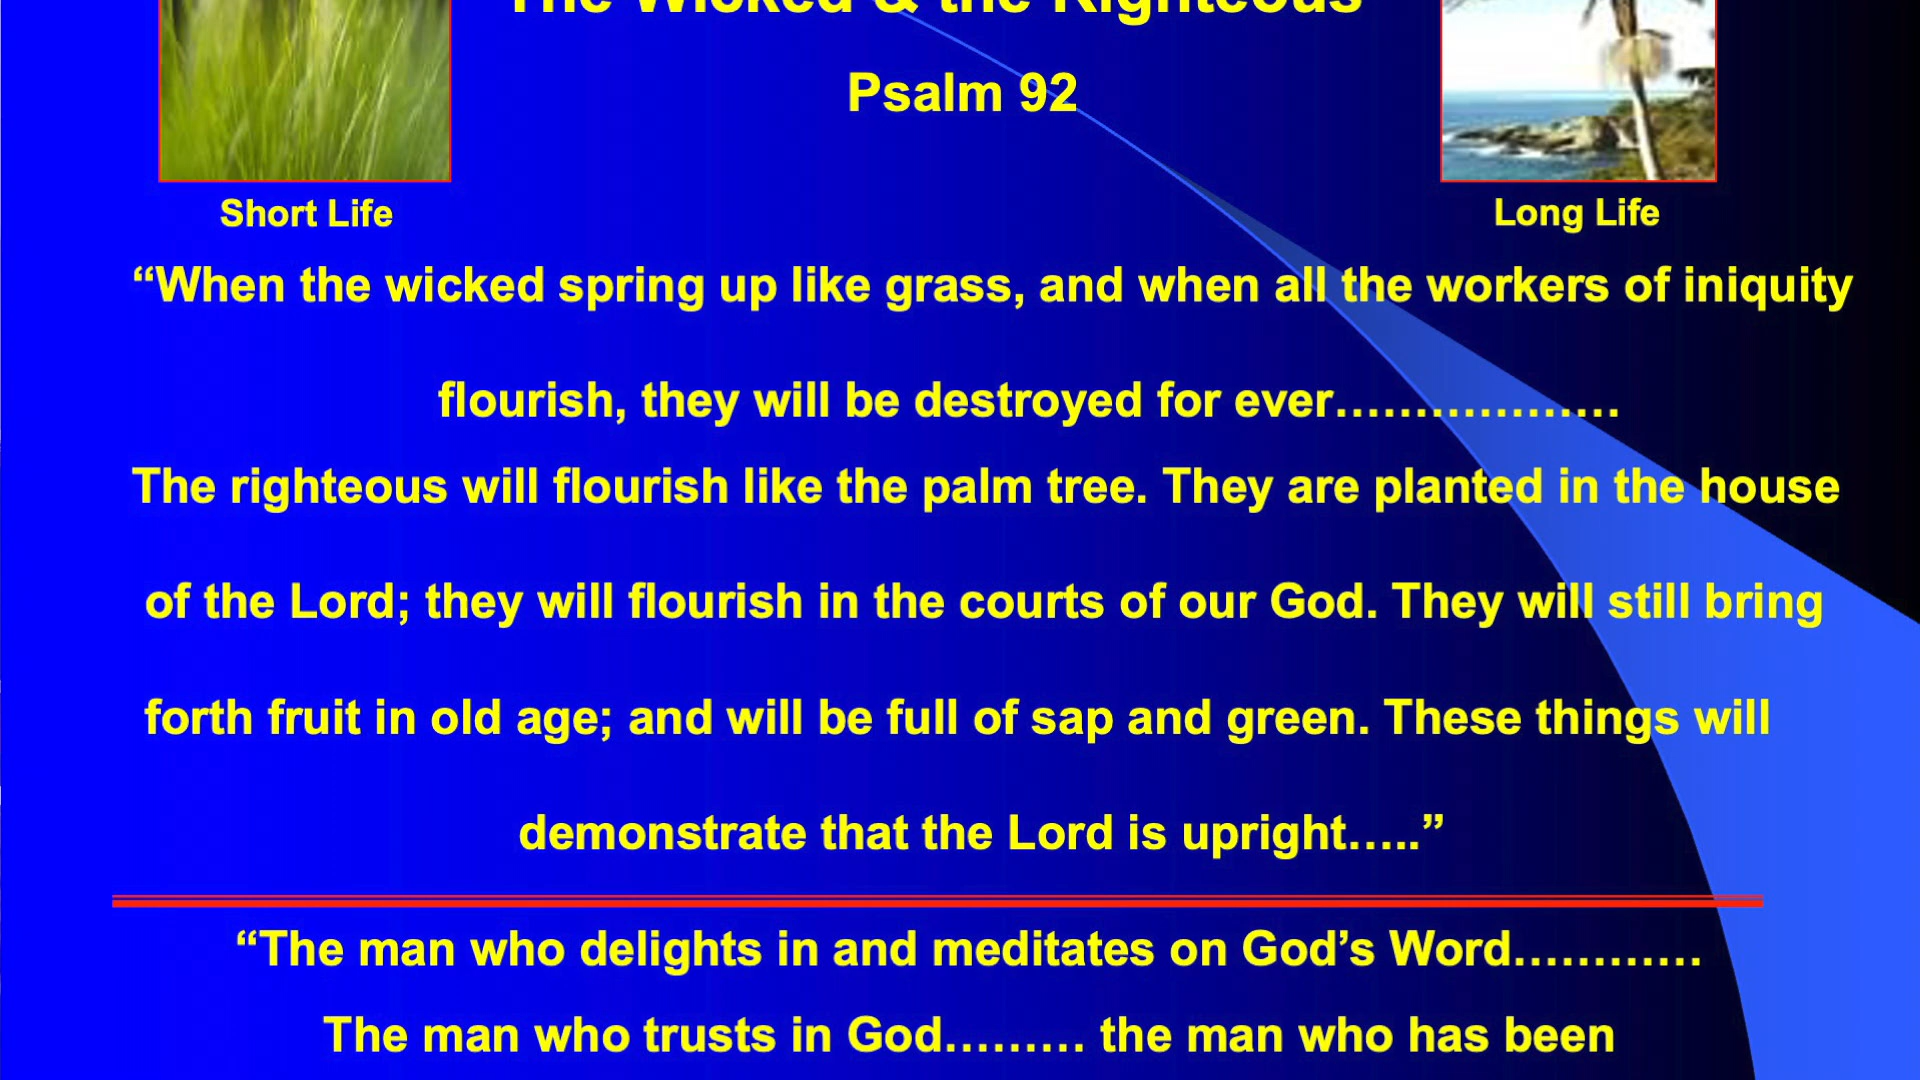 The Wicked & the Righteous
Psalm 92
Short Life
Long Life
“When the wicked spring up like grass, and when all the workers of iniquity
flourish, they will be destroyed for ever………………
The righteous will flourish like the palm tree. They are planted in the house
of the Lord; they will flourish in the courts of our God. They will still bring
forth fruit in old age; and will be full of sap and green. These things will
demonstrate that the Lord is upright…..”
“The man who delights in and meditates on God’s Word…………
The man who trusts in God……… the man who has been